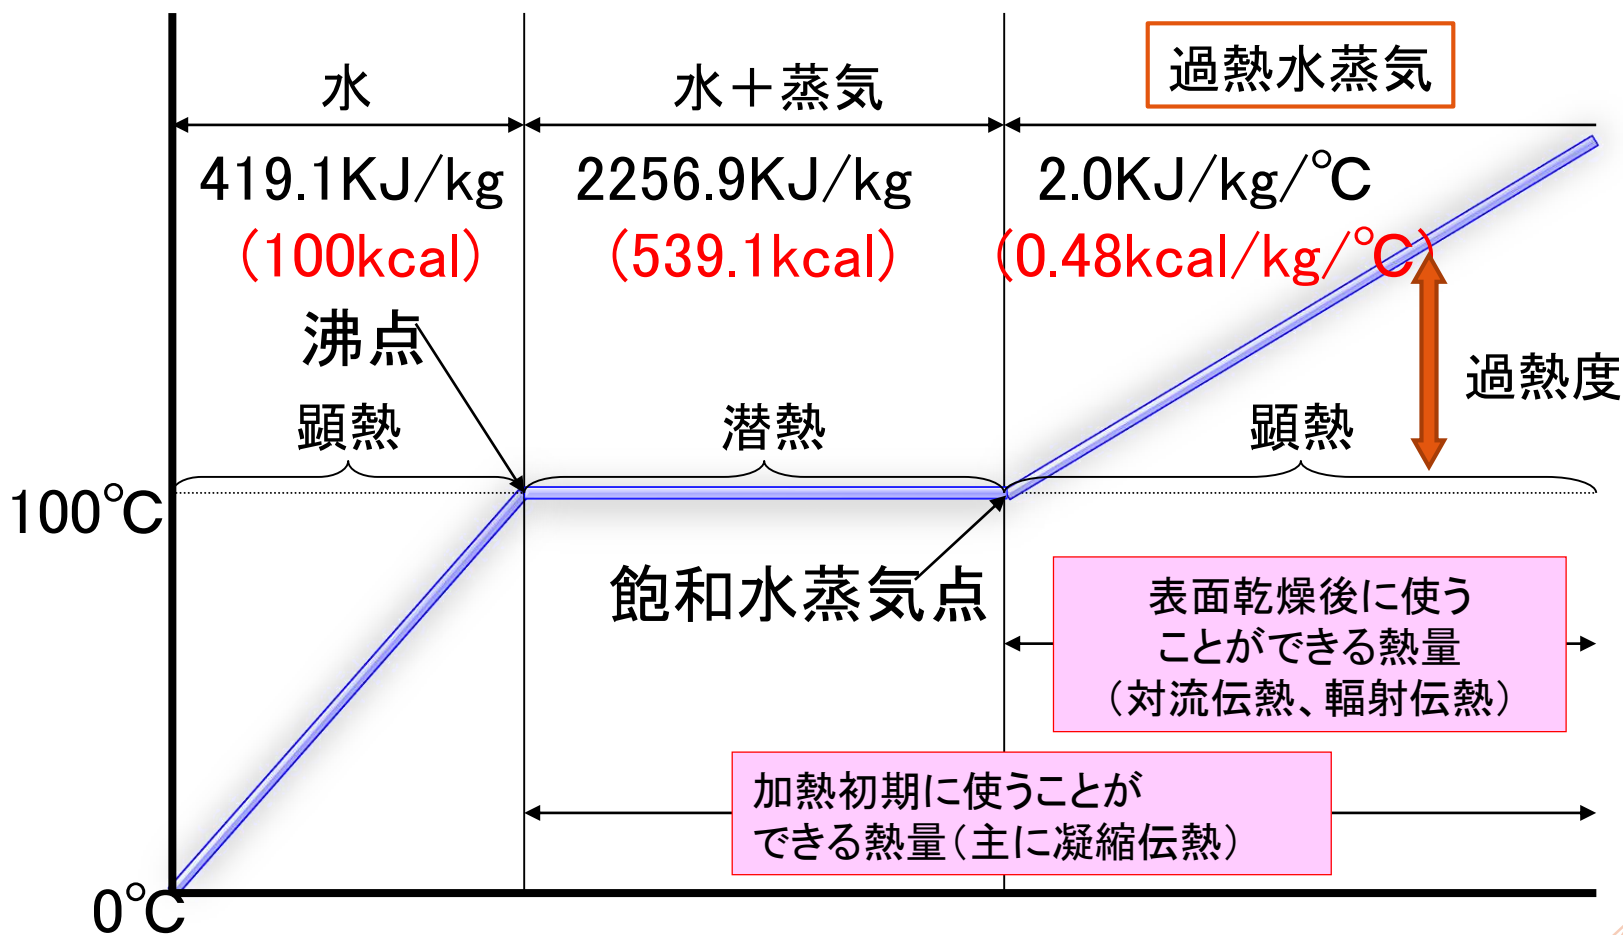 水
水＋蒸気
過熱水蒸気
419.1KJ/kg
2256.9KJ/kg
2.0KJ/kg/℃
(100kcal)
(539.1kcal)
(0.48kcal/kg/℃)
沸点
過熱度
顕熱
潜熱
顕熱
100℃
飽和水蒸気点
表面乾燥後に使う
ことができる熱量
（対流伝熱、輻射伝熱）
加熱初期に使うことが
できる熱量（主に凝縮伝熱）
0℃